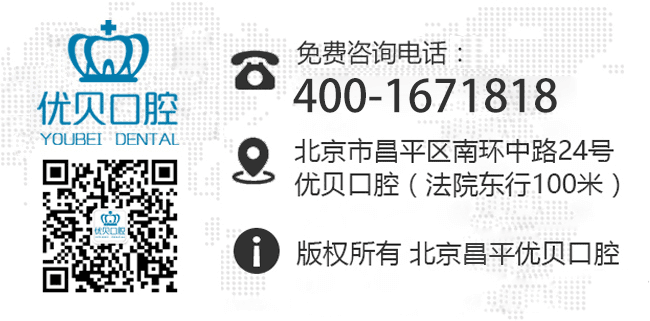 优贝口腔
YOUBEI DENTAL
优贝口腔
免费咨询电话：
400-1671818
北京市昌平区南环中路24号
优贝口腔（法院东行100米）
版权所有 北京昌平优贝口腔